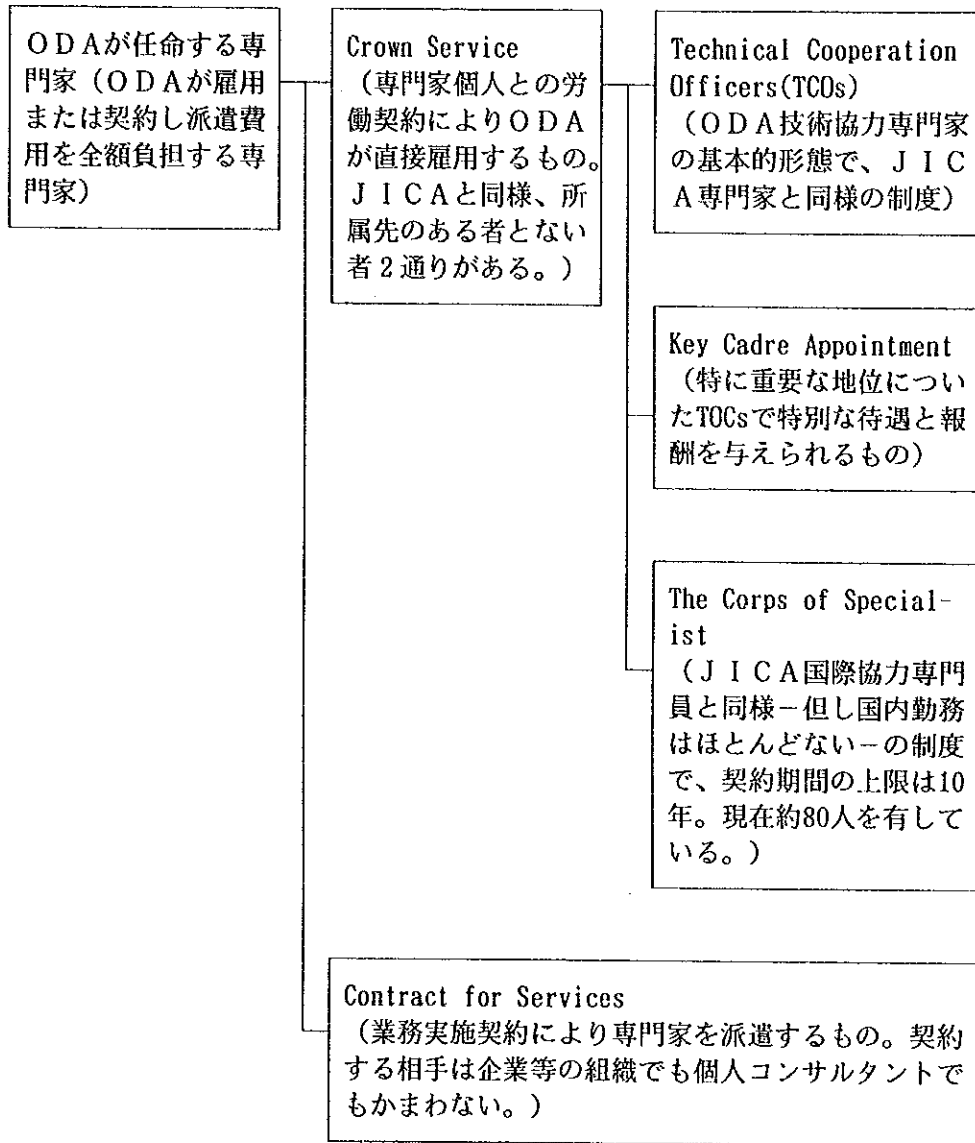 ＯＤＡが任命する専
門家（ＯＤＡが雇用
または契約し派遣費
用を全額負担する専
門家）
Crown Service
（専門家個人との労
働契約によりＯＤＡ
が直接雇用するもの。
ＪＩＣＡと同様、所
属先のある者とない
者２通りがある。）
Technical Cooperation
Officers(TCOs)
（ＯＤＡ技術協力専門家
の基本的形態で、ＪＩＣ
Ａ専門家と同様の制度）
Key Cadre Appointment
（特に重要な地位につい
たTOCsで特別な待遇と報
酬を与えられるもの）
The Corps of Special-
ist
（ＪＩＣＡ国際協力専門
員と同様－但し国内勤務
はほとんどない－の制度
で、契約期間の上限は10
年。現在約80人を有して
いる。）
Contract for Services
（業務実施契約により専門家を派遣するもの。契約
する相手は企業等の組織でも個人コンサルタントで
もかまわない。）